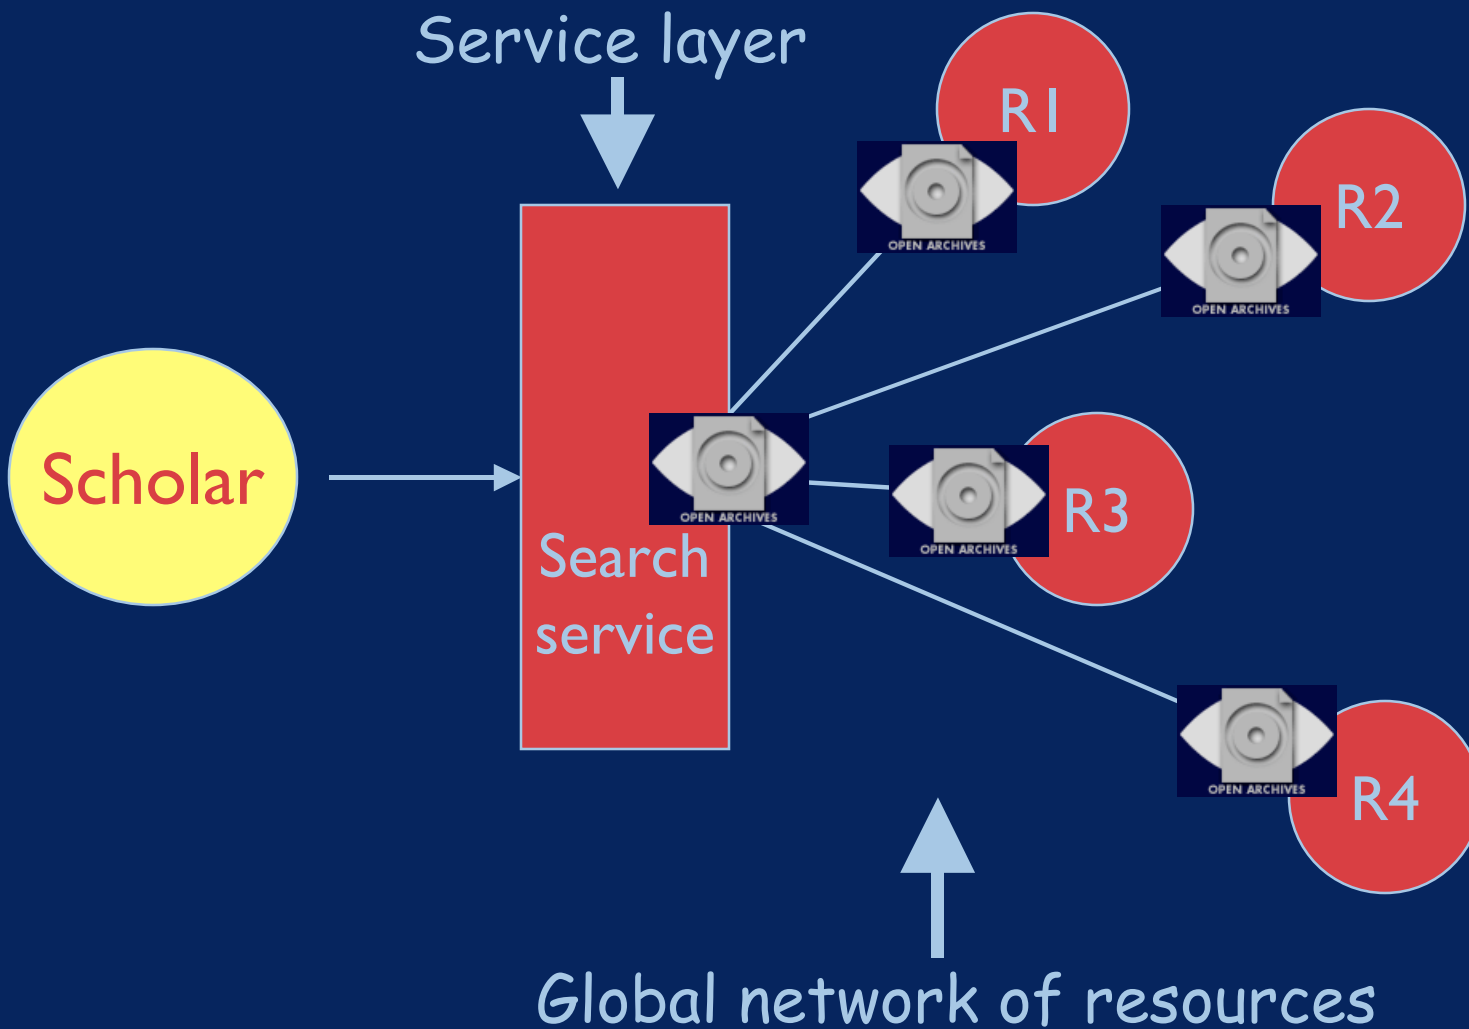 Service layer
R1
OPEN ARCHIVES
R2
OPEN ARCHIVES
Scholar
OPEN ARCHIVES
Search
service
R3
OPEN ARCHIVES
R4
OPEN ARCHIVES
Global network of resources